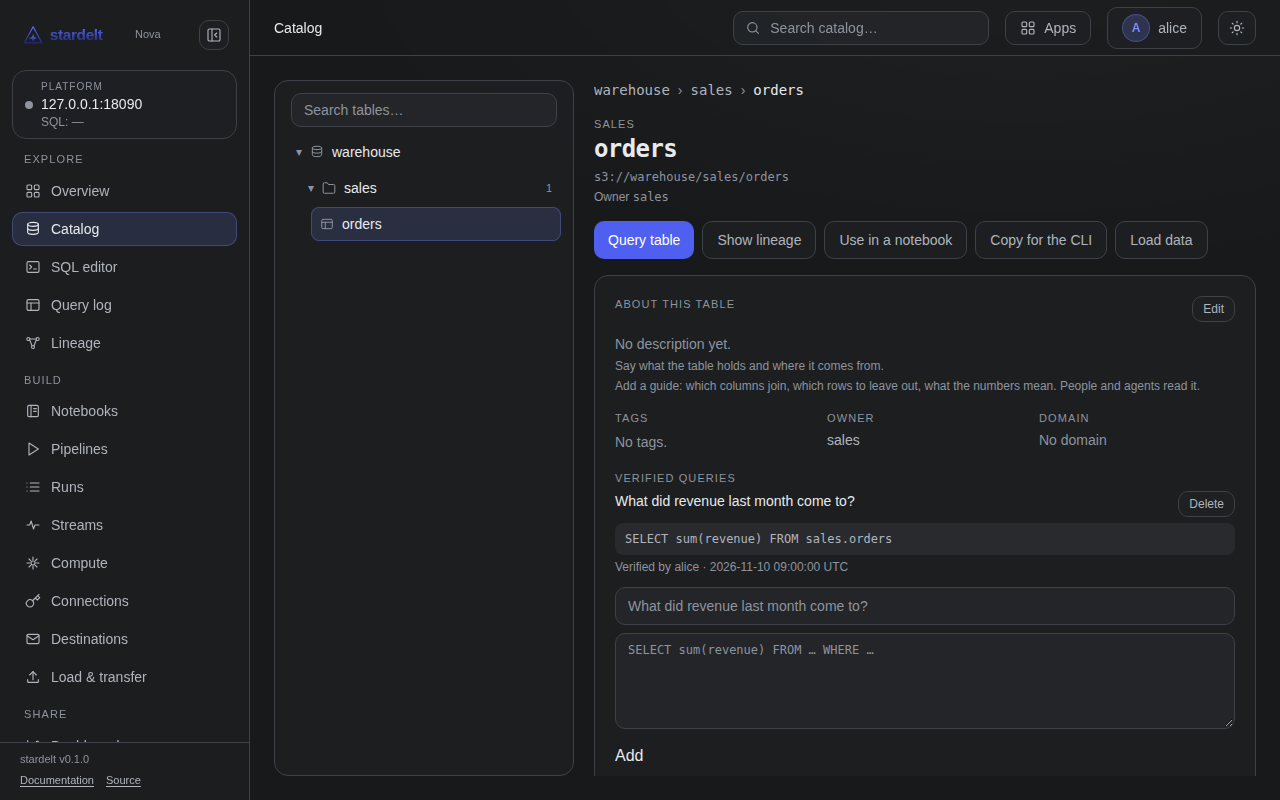 stardelt
Nova
PLATFORM
127.0.0.1:18090
SQL: —
EXPLORE
Overview
Catalog
SQL editor
Query log
Lineage
BUILD
Notebooks
Pipelines
Runs
Streams
Compute
Connections
Destinations
Load & transfer
SHARE
stardelt v0.1.0
Documentation Source
Catalog
Search catalog…
Apps
A alice
Search tables…
warehouse
sales 1
orders
warehouse › sales › orders
SALES
orders
s3://warehouse/sales/orders
Owner sales
Query table
Show lineage
Use in a notebook
Copy for the CLI
Load data
ABOUT THIS TABLE
Edit
No description yet.
Say what the table holds and where it comes from.
Add a guide: which columns join, which rows to leave out, what the numbers mean. People and agents read it.
TAGS
No tags.
OWNER
sales
DOMAIN
No domain
VERIFIED QUERIES
What did revenue last month come to?
Delete
SELECT sum(revenue) FROM sales.orders
Verified by alice · 2026-11-10 09:00:00 UTC
What did revenue last month come to?
SELECT sum(revenue) FROM … WHERE …
Add